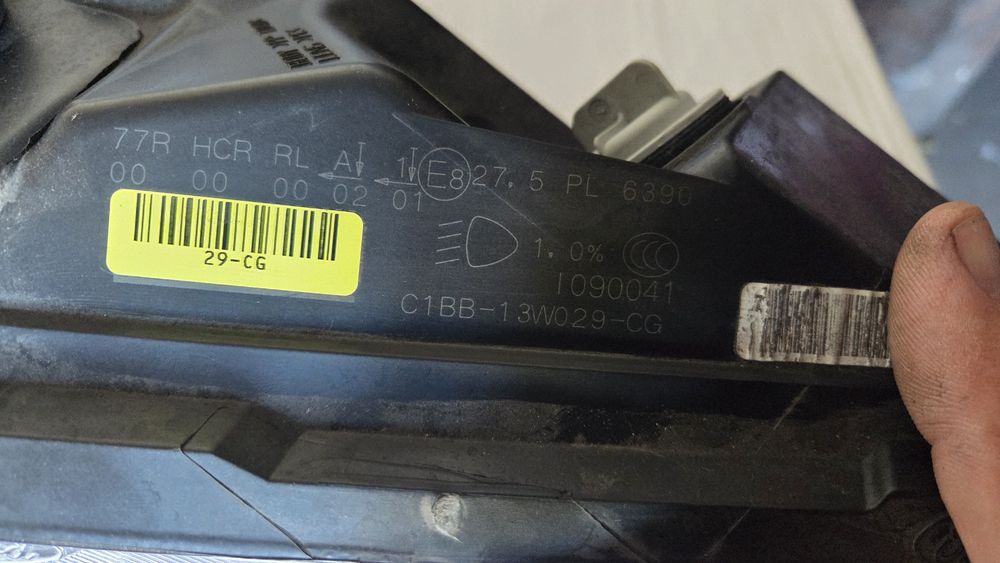 77R HCR RL A 1 E8 27.5 PL 6390
00 00 00 02 01
29-CG
1.0% CCC
I090041
C1BB-13W029-CG